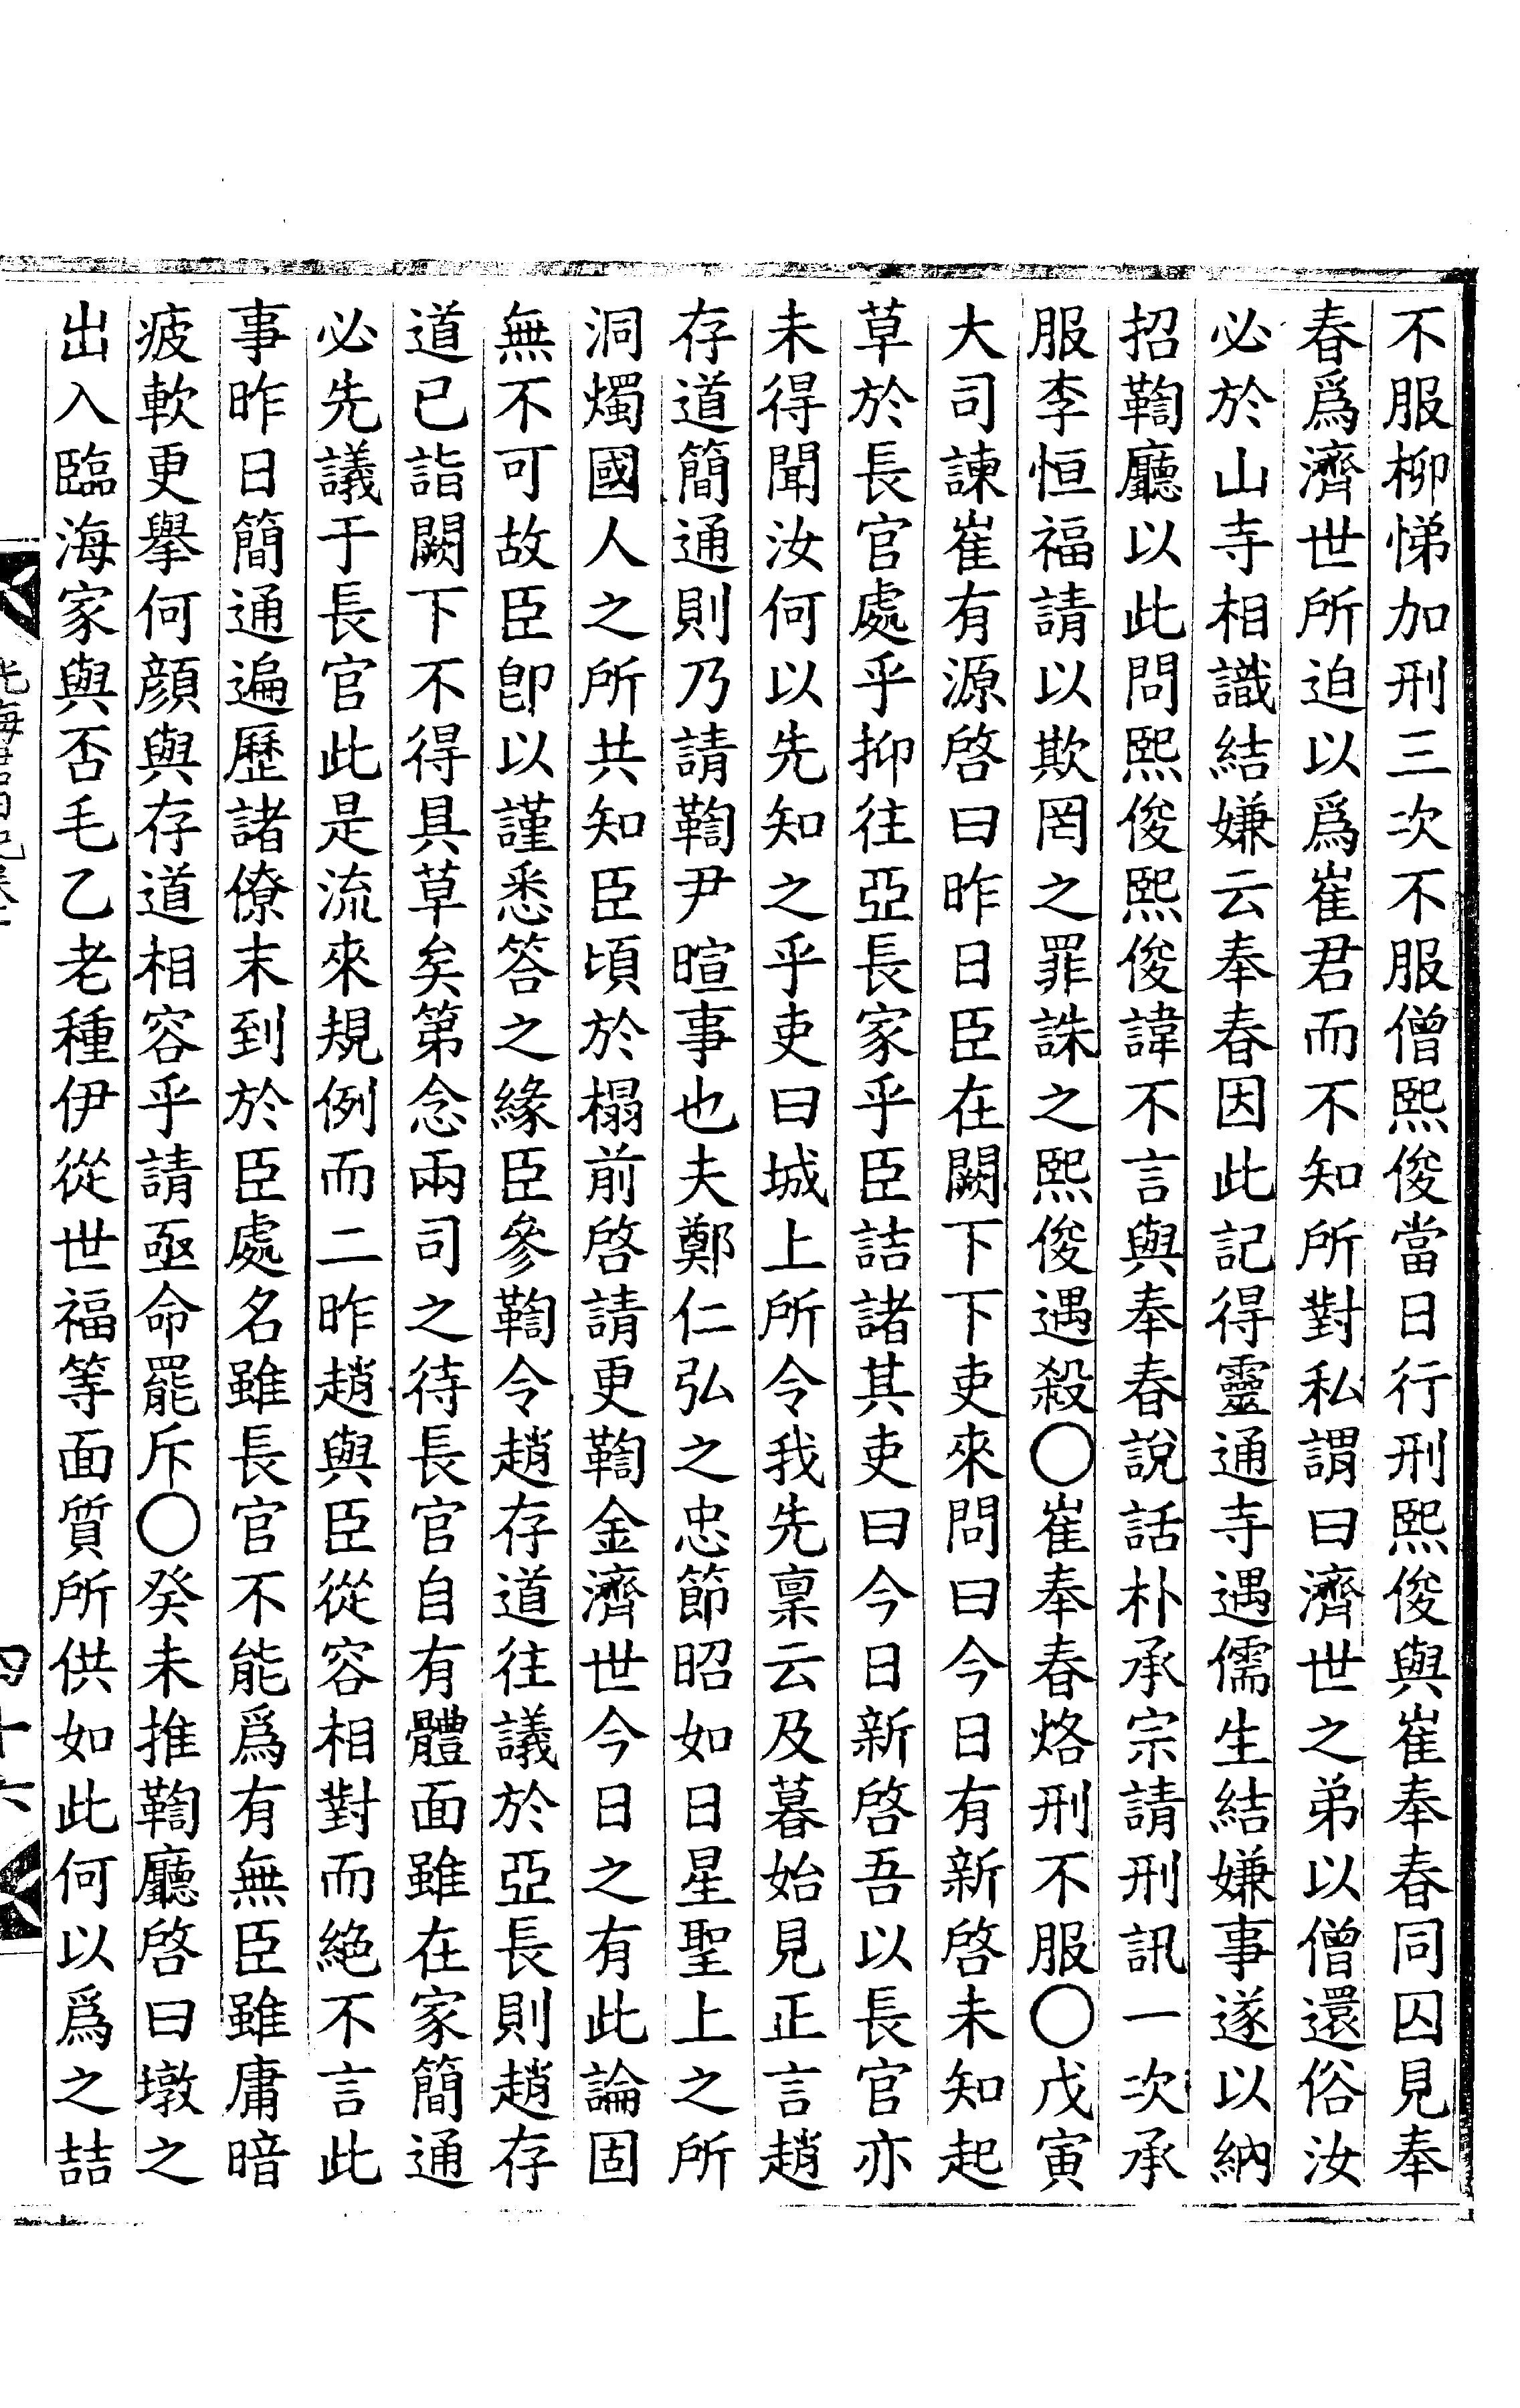 不服柳悌加刑三次不服僧熙俊當日行刑熙俊與崔奉春同囚見奉
春爲濟世所迫以爲崔君而不知所對私謂曰濟世之弟以僧還俗汝
必於山寺相識結嫌云奉春因此記得靈通寺遇儒生結嫌事遂以納
招鞫廳以此問熙俊熙俊諱不言與奉春說話朴承宗請刑訊一次承
服李恒福請以欺罔之罪誅之熙俊遇殺〇崔奉春烙刑不服〇戊寅
大司諫崔有源啓曰昨日臣在闕下下吏來問曰今日有新啓未知起
草於長官處乎抑往亞長家乎臣詰諸其吏曰今日新啓吾以長官亦
未得聞汝何以先知之乎吏曰城上所令我先稟云及暮始見正言趙
存道簡通則乃請鞫尹暄事也夫鄭仁弘之忠節昭如日星聖上之所
洞燭國人之所共知臣頃於榻前啓請更鞫金濟世今日之有此論固
無不可故臣卽以謹悉答之緣臣參鞫令趙存道往議於亞長則趙存
道已詣闕下不得具草矣第念兩司之待長官自有體面雖在家簡通
必先議于長官此是流來規例而二昨趙與臣從容相對而絕不言此
事昨日簡通遍歷諸僚末到於臣處名雖長官不能爲有無臣雖庸暗
疲軟更擧何顔與存道相容乎請亟命罷斥〇癸未推鞫廳啓曰墩之
出入臨海家與否毛乙老種伊從世福等面質所供如此何以爲之詰